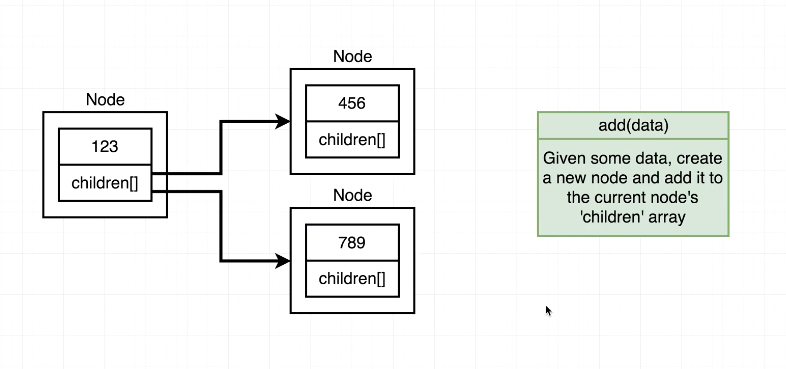 Node
123
children[]
Node
456
children[]
Node
789
children[]
add(data)
Given some data, create
a new node and add it to
the current node's
'children' array